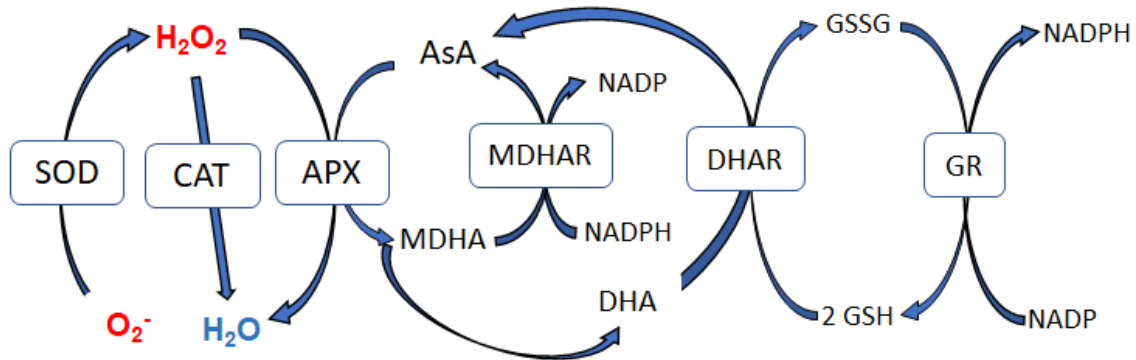 H₂O₂
AsA
GSSG
NADPH
NADP
SOD
CAT
APX
MDHAR
DHAR
GR
MDHA
NADPH
DHA
2 GSH
NADP
O₂⁻
H₂O